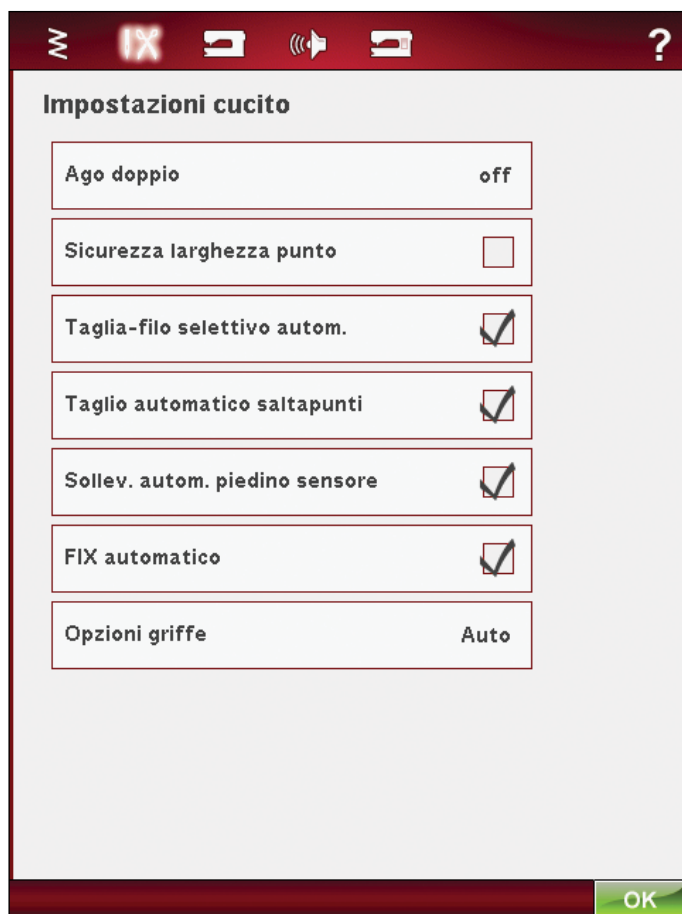 ?
Impostazioni cucito
Ago doppio off
Sicurezza larghezza punto
Taglia-filo selettivo autom.
Taglio automatico saltapunti
Sollev. autom. piedino sensore
FIX automatico
Opzioni griffe Auto
OK